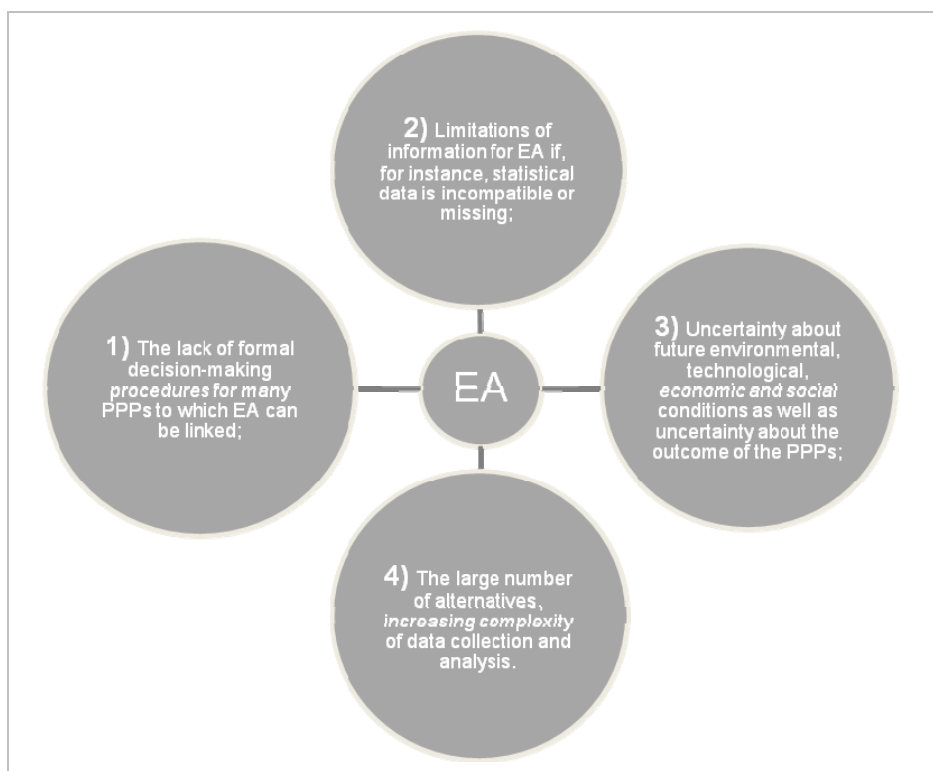 1) The lack of formal
decision-making
procedures for many
PPPs to which EA can
be linked;
2) Limitations of
information for EA if,
for instance, statistical
data is incompatible or
missing;
3) Uncertainty about
future environmental,
technological,
economic and social
conditions as well as
uncertainty about the
outcome of the PPPs;
4) The large number
of alternatives,
increasing complexity
of data collection and
analysis.
EA